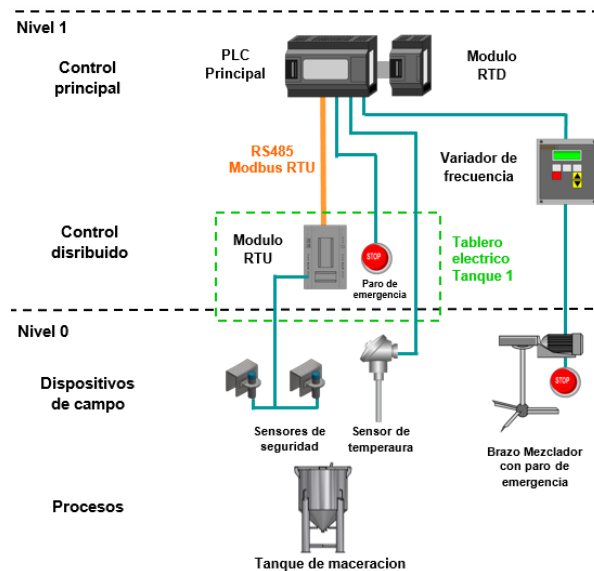 Nivel 1
Control
principal
PLC
Principal
Modulo
RTD
RS485
Modbus RTU
Variador de
frecuencia
Control
disribuido
Modulo
RTU
STOP
Paro de
emergencia
Tablero
electrico
Tanque 1
Nivel 0
Dispositivos
de campo
Sensores de
seguridad
Sensor de
temperaura
STOP
Brazo Mezclador
con paro de
emergencia
Procesos
Tanque de maceracion